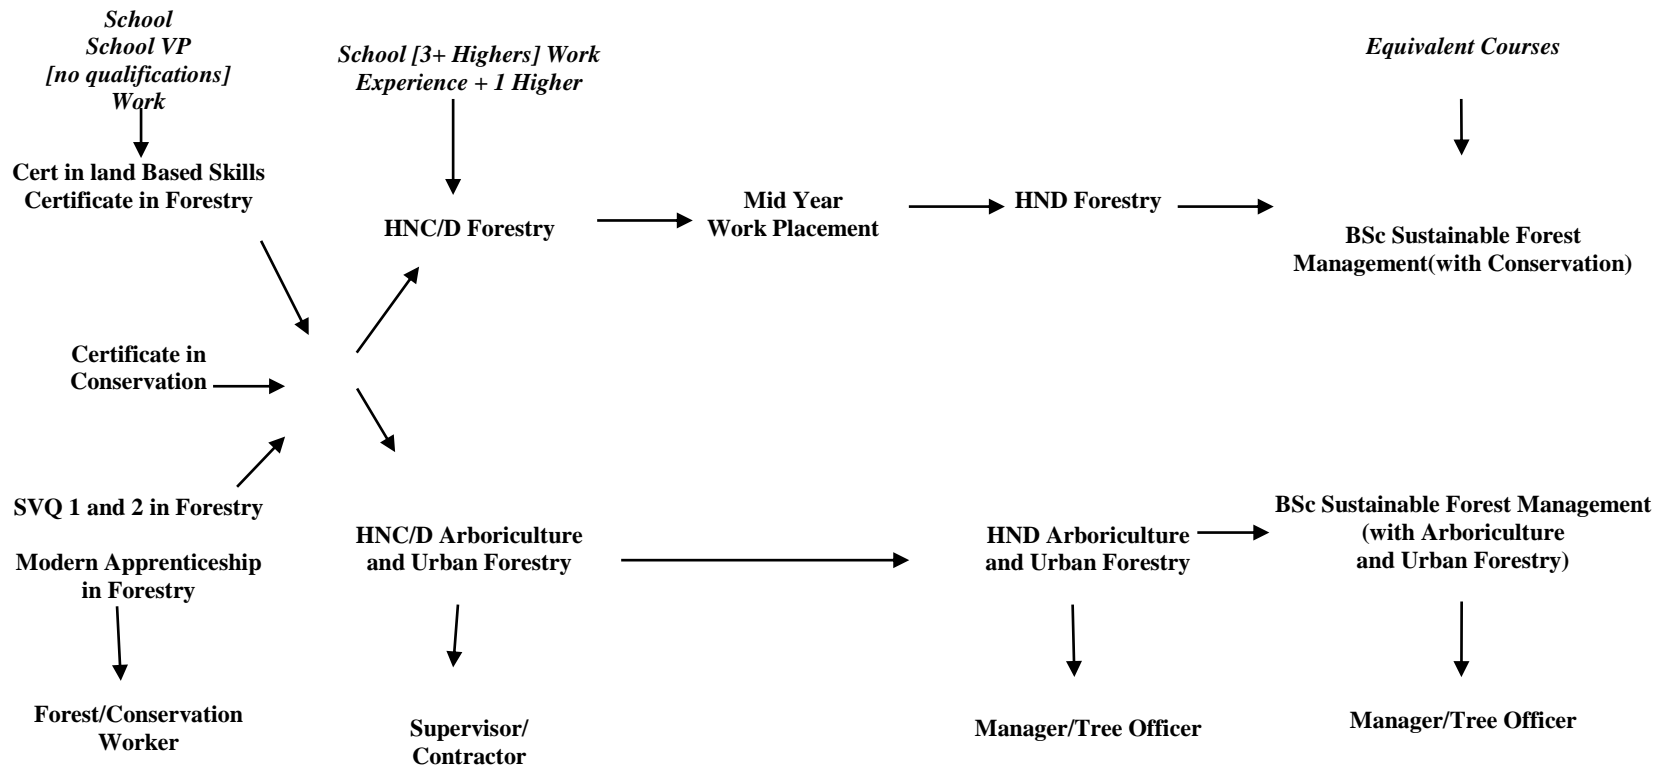 School
School VP
[no qualifications]
Work
School [3+ Highers] Work
Experience + 1 Higher
Equivalent Courses
Cert in land Based Skills
Certificate in Forestry
HNC/D Forestry
Mid Year
Work Placement
HND Forestry
BSc Sustainable Forest
Management(with Conservation)
Certificate in
Conservation
SVQ 1 and 2 in Forestry
Modern Apprenticeship
in Forestry
HNC/D Arboriculture
and Urban Forestry
HND Arboriculture
and Urban Forestry
BSc Sustainable Forest Management
(with Arboriculture
and Urban Forestry)
Forest/Conservation
Worker
Supervisor/
Contractor
Manager/Tree Officer
Manager/Tree Officer